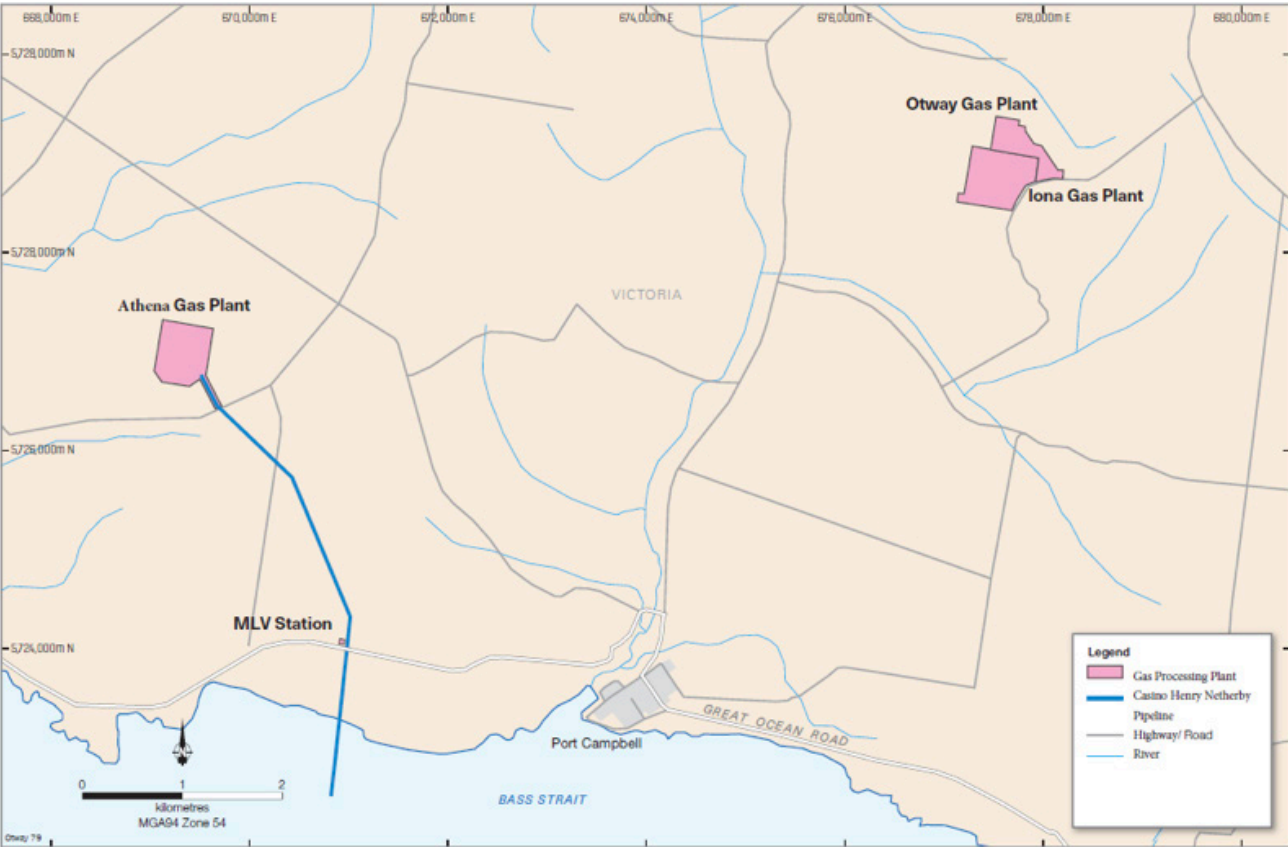 668,000m E
670,000m E
672,000m E
674,000m E
676,000m E
678,000m E
680,000m E
5,728,000m N
Otway Gas Plant
Iona Gas Plant
5,728,000m N
VICTORIA
Athena Gas Plant
5,726,000m N
MLV Station
5,724,000m N
Legend
Gas Processing Plant
Casino Henry Netherby
Pipeline
Highway/ Road
River
GREAT OCEAN ROAD
Port Campbell
BASS STRAIT
0 1 2
kilometres
MGA94 Zone 54
Otway 79